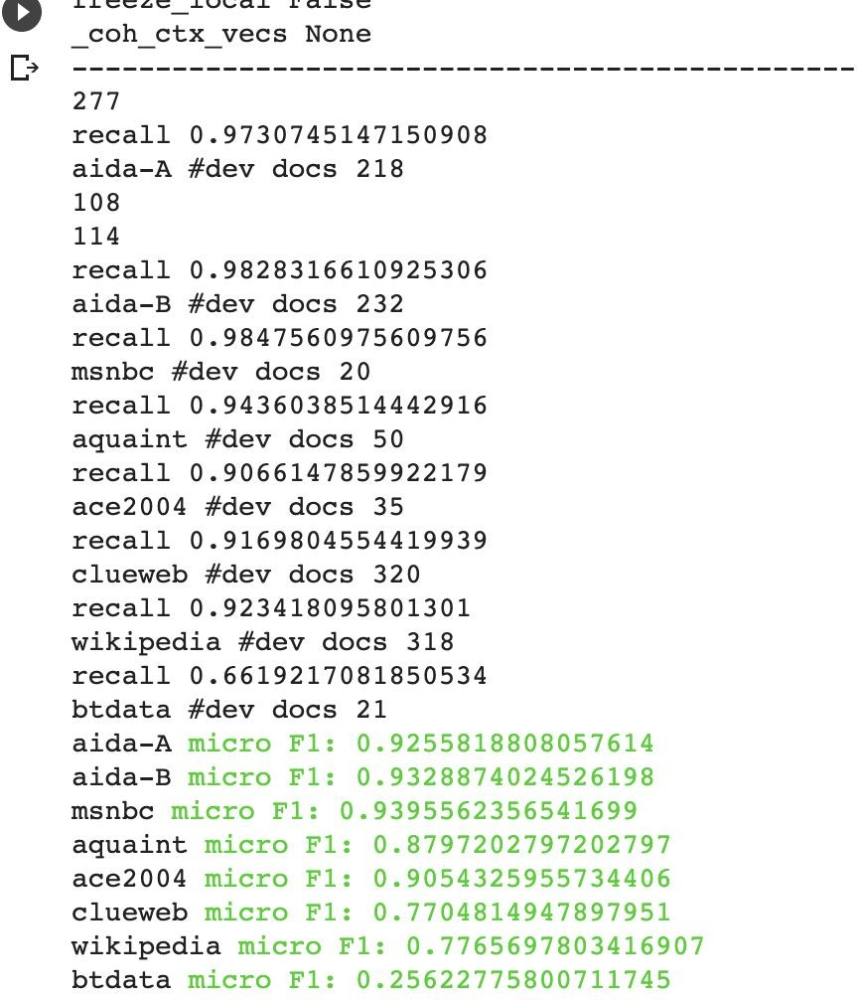 freeze_local False
_coh_ctx_vecs None
-----------------------------------------------
277
recall 0.9730745147150908
aida-A #dev docs 218
108
114
recall 0.9828316610925306
aida-B #dev docs 232
recall 0.9847560975609756
msnbc #dev docs 20
recall 0.9436038514442916
aquaint #dev docs 50
recall 0.9066147859922179
ace2004 #dev docs 35
recall 0.9169804554419939
clueweb #dev docs 320
recall 0.923418095801301
wikipedia #dev docs 318
recall 0.6619217081850534
btdata #dev docs 21
aida-A micro F1: 0.9255818808057614
aida-B micro F1: 0.9328874024526198
msnbc micro F1: 0.9395562356541699
aquaint micro F1: 0.8797202797202797
ace2004 micro F1: 0.9054325955734406
clueweb micro F1: 0.7704814947897951
wikipedia micro F1: 0.7765697803416907
btdata micro F1: 0.25622775800711745